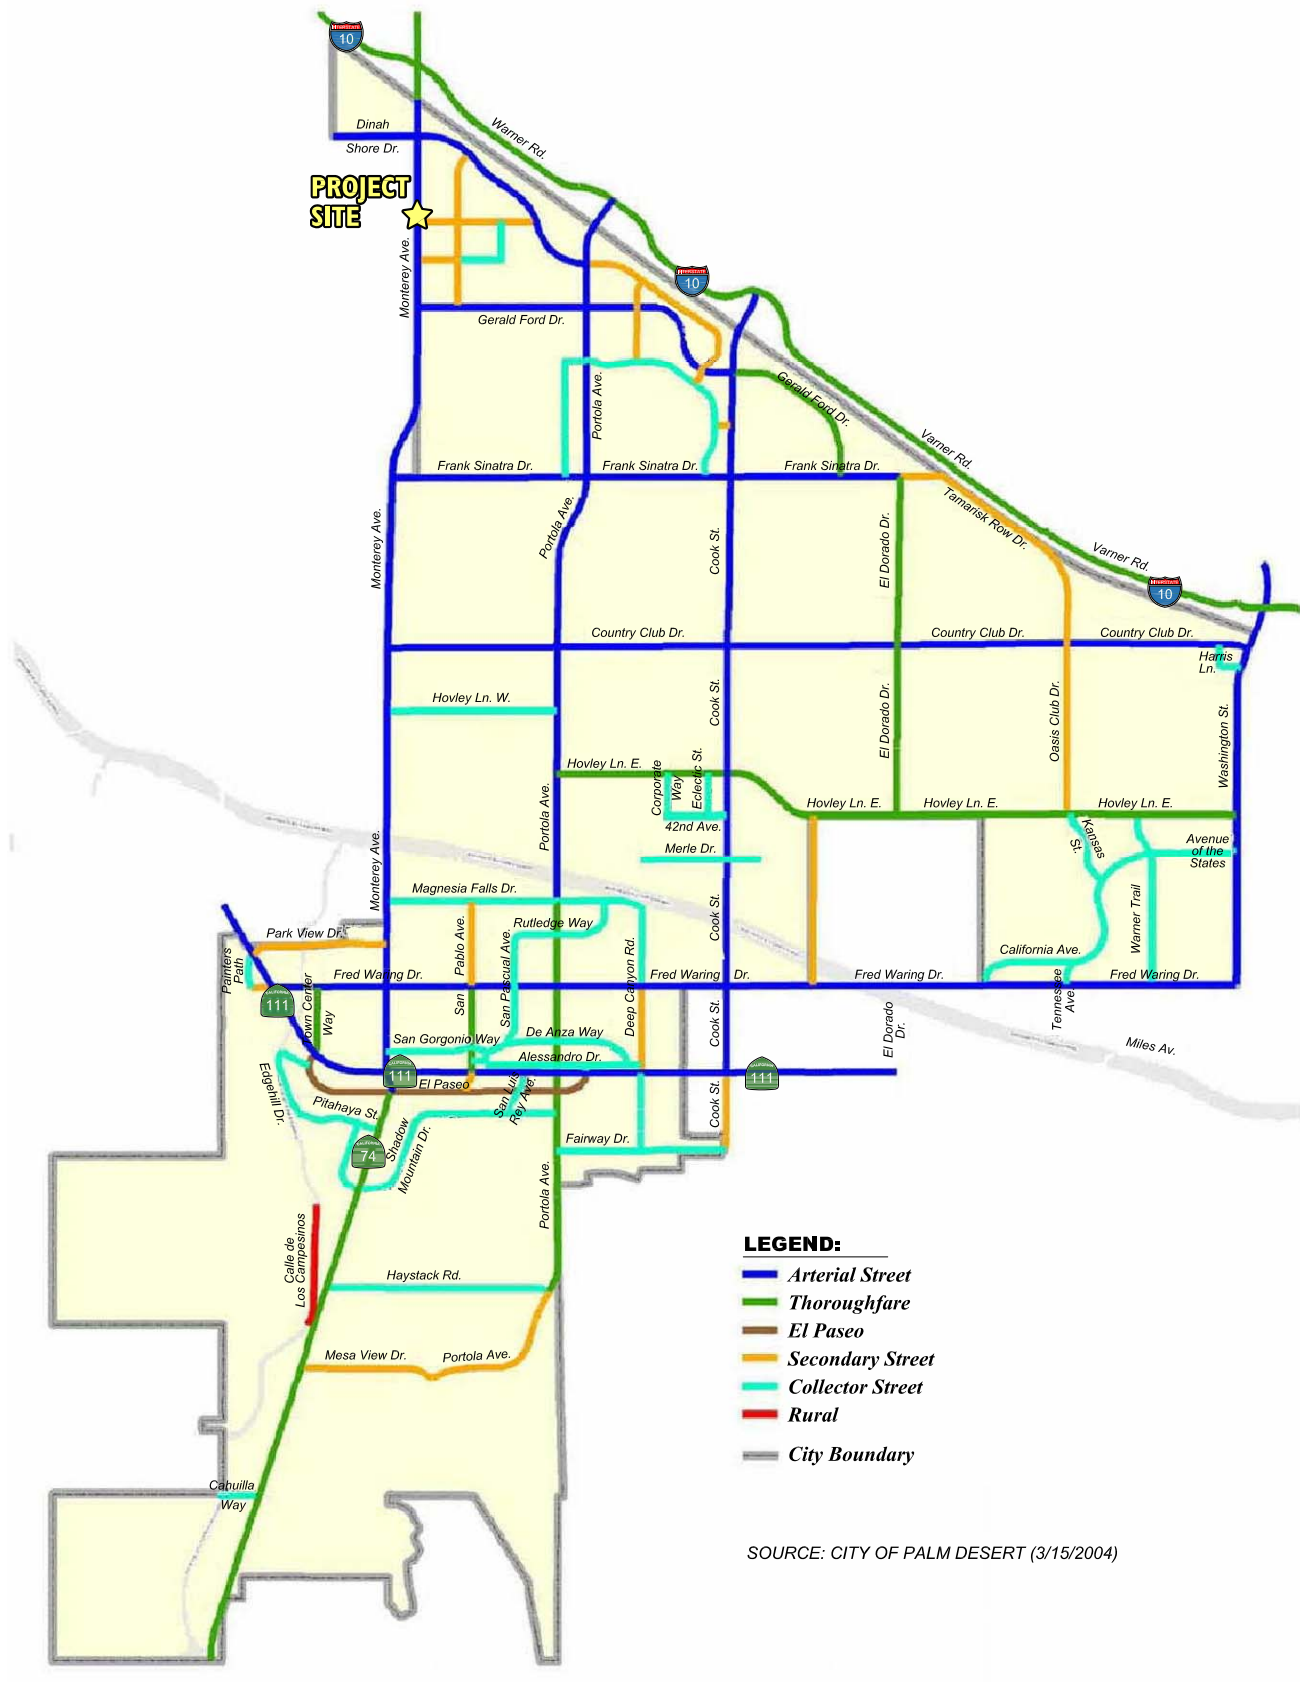 INTERSTATE
10
Warner Rd.
Dinah
Shore Dr.
PROJECT
SITE
Monterey Ave.
INTERSTATE
10
Gerald Ford Dr.
Portola Ave.
Gerald Ford Dr.
Varner Rd.
Frank Sinatra Dr.
Frank Sinatra Dr.
Frank Sinatra Dr.
Tamarisk Row Dr.
Monterey Ave.
Portola Ave.
Cook St.
El Dorado Dr.
Varner Rd.
INTERSTATE
10
Country Club Dr.
Country Club Dr.
Country Club Dr.
Harris
Ln.
Hovley Ln. W.
Cook St.
El Dorado Dr.
Oasis Club Dr.
Washington St.
Hovley Ln. E.
Corporate
Way
Eclectic St.
Portola Ave.
Hovley Ln. E.
Hovley Ln. E.
Hovley Ln. E.
42nd Ave.
Kansas
St.
Avenue
of the
States
Merle Dr.
Monterey Ave.
Magnesia Falls Dr.
Cook St.
Warner Trail
Rutledge Way
Park View Dr.
Painters
Path
San Pablo Ave.
San Pascual Ave.
Deep Canyon Rd.
California Ave.
Fred Waring Dr.
Fred Waring Dr.
Fred Waring Dr.
Fred Waring Dr.
Tennessee
Ave.
CALIFORNIA
111
Town Center
Way
Cook St.
El Dorado
Dr.
Miles Av.
De Anza Way
San Gorgonio Way
Alessandro Dr.
CALIFORNIA
111
El Paseo
CALIFORNIA
111
Edgehill Dr.
San Luis
Rey Ave.
Cook St.
Pitahaya St.
Shadow
Mountain Dr.
Fairway Dr.
CALIFORNIA
74
Portola Ave.
Calle de
Los Campesinos
Haystack Rd.
Mesa View Dr.
Portola Ave.
Cahuilla
Way
LEGEND:
Arterial Street
Thoroughfare
El Paseo
Secondary Street
Collector Street
Rural
City Boundary
SOURCE: CITY OF PALM DESERT (3/15/2004)